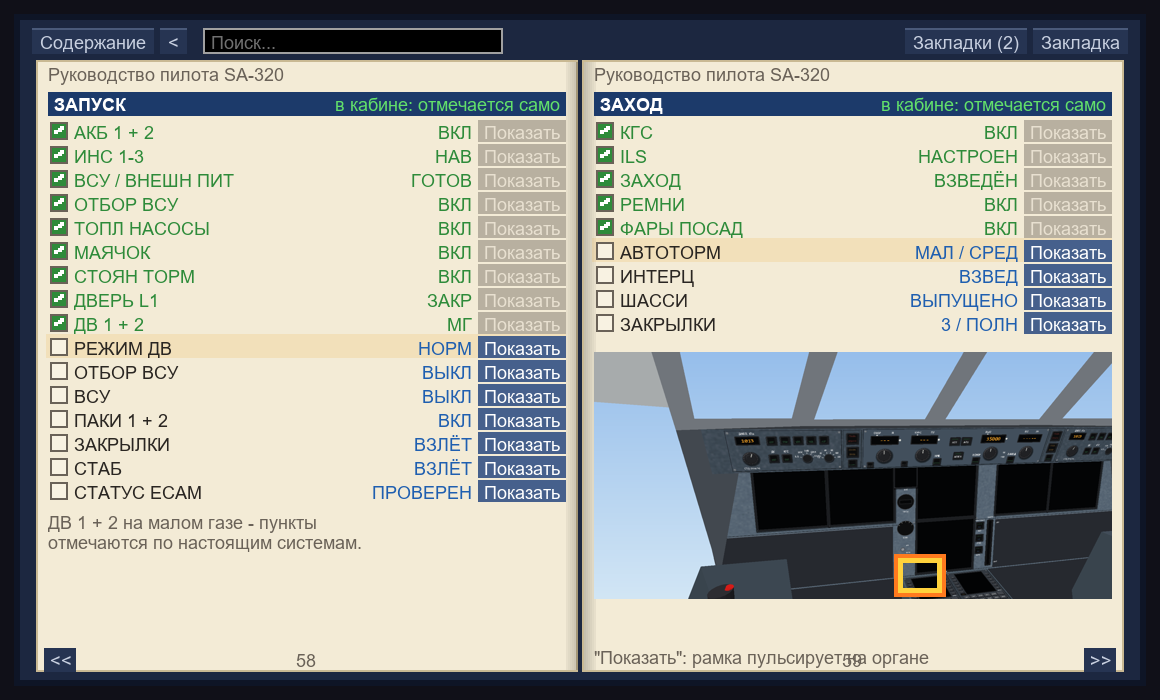 Содержание
<
Поиск...
Закладки (2)
Закладка
Руководство пилота SA-320
ЗАПУСК в кабине: отмечается само
АКБ 1 + 2 ВКЛ Показать
ИНС 1-3 НАВ Показать
ВСУ / ВНЕШН ПИТ ГОТОВ Показать
ОТБОР ВСУ ВКЛ Показать
ТОПЛ НАСОСЫ ВКЛ Показать
МАЯЧОК ВКЛ Показать
СТОЯН ТОРМ ВКЛ Показать
ДВЕРЬ L1 ЗАКР Показать
ДВ 1 + 2 МГ Показать
РЕЖИМ ДВ НОРМ Показать
ОТБОР ВСУ ВЫКЛ Показать
ВСУ ВЫКЛ Показать
ПАКИ 1 + 2 ВКЛ Показать
ЗАКРЫЛКИ ВЗЛЁТ Показать
СТАБ ВЗЛЁТ Показать
СТАТУС ECAM ПРОВЕРЕН Показать
ДВ 1 + 2 на малом газе - пункты
отмечаются по настоящим системам.
<<
58
Руководство пилота SA-320
ЗАХОД в кабине: отмечается само
КГС ВКЛ Показать
ILS НАСТРОЕН Показать
ЗАХОД ВЗВЕДЁН Показать
РЕМНИ ВКЛ Показать
ФАРЫ ПОСАД ВКЛ Показать
АВТОТОРМ МАЛ / СРЕД Показать
ИНТЕРЦ ВЗВЕД Показать
ШАССИ ВЫПУЩЕНО Показать
ЗАКРЫЛКИ 3 / ПОЛН Показать
"Показать": рамка пульсирует на органе
59
>>